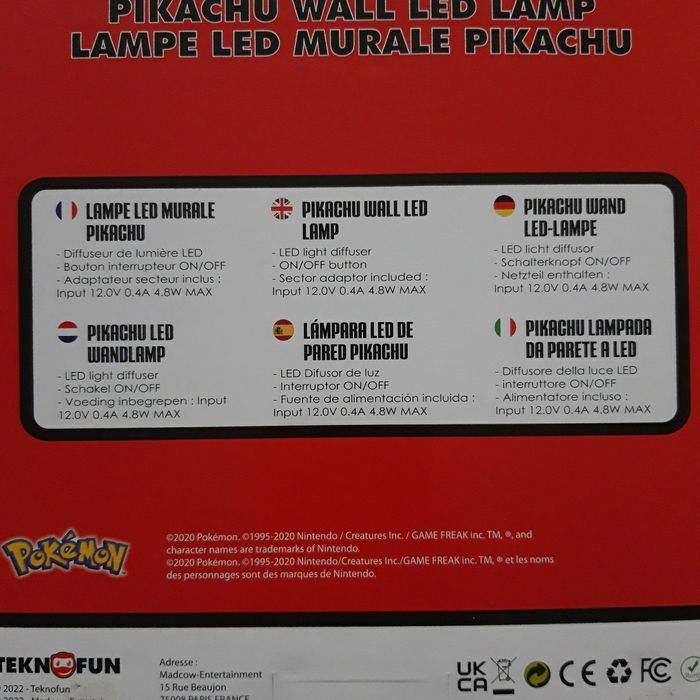 PIKACHU WALL LED LAMP
LAMPE LED MURALE PIKACHU
LAMPE LED MURALE
PIKACHU
- Diffuseur de lumière LED
- Bouton interrupteur ON/OFF
- Adaptateur secteur inclus :
Input 12.0V 0.4A 4.8W MAX
PIKACHU WALL LED
LAMP
- LED light diffuser
- ON/OFF button
- Sector adaptor included :
Input 12.0V 0.4A 4.8W MAX
PIKACHU WAND
LED-LAMPE
- LED licht diffusor
- Schalterknopf ON/OFF
- Netzteil enthalten :
Input 12.0V 0.4A 4.8W MAX
PIKACHU LED
WANDLAMP
- LED light diffuser
- Schakel ON/OFF
- Voeding inbegrepen : Input
12.0V 0.4A 4.8W MAX
LÁMPARA LED DE
PARED PIKACHU
- LED Difusor de luz
- Interruptor ON/OFF
- Fuente de alimentación incluida :
Input 12.0V 0.4A 4.8W MAX
PIKACHU LAMPADA
DA PARETE A LED
- Diffusore della luce LED
- interruttore ON/OFF
- Alimentatore incluso :
Input 12.0V 0.4A 4.8W MAX
POKéMON
©2020 Pokémon. ©1995-2020 Nintendo / Creatures Inc. / GAME FREAK inc. TM, ®, and
character names are trademarks of Nintendo.
©2020 Pokémon. ©1995-2020 Nintendo/Creatures Inc./GAME FREAK inc. TM, ® et les noms
des personnages sont des marques de Nintendo.
TEKNOFUN
2022 - Teknofun
Adresse :
Madcow-Entertainment
15 Rue Beaujon
75008 PARIS FRANCE
UK
CA
CE
FC